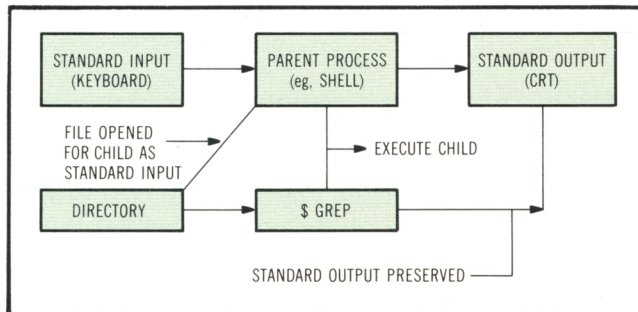 STANDARD INPUT
(KEYBOARD)
PARENT PROCESS
(eg, SHELL)
STANDARD OUTPUT
(CRT)
FILE OPENED
FOR CHILD AS
STANDARD INPUT
EXECUTE CHILD
DIRECTORY
$ GREP
STANDARD OUTPUT PRESERVED